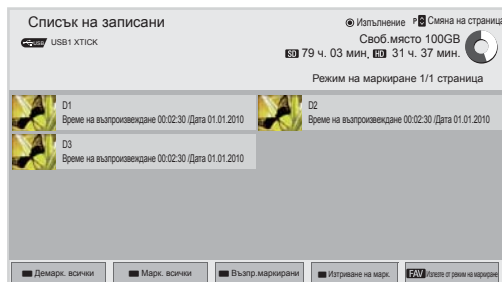 Списък на записани
Изпълнение P Смяна на страница
USB USB1 XTICK
Своб.място 100GB
SD 79 ч. 03 мин, HD 31 ч. 37 мин.
Режим на маркиране 1/1 страница
D1
Време на възпроизвеждане 00:02:30 /Дата 01.01.2010
D2
Време на възпроизвеждане 00:02:30 /Дата 01.01.2010
D3
Време на възпроизвеждане 00:02:30 /Дата 01.01.2010
Демарк. всички
Марк. всички
Възпр.маркирани
Изтриване на марк.
FAV Излезте от режим на маркиране